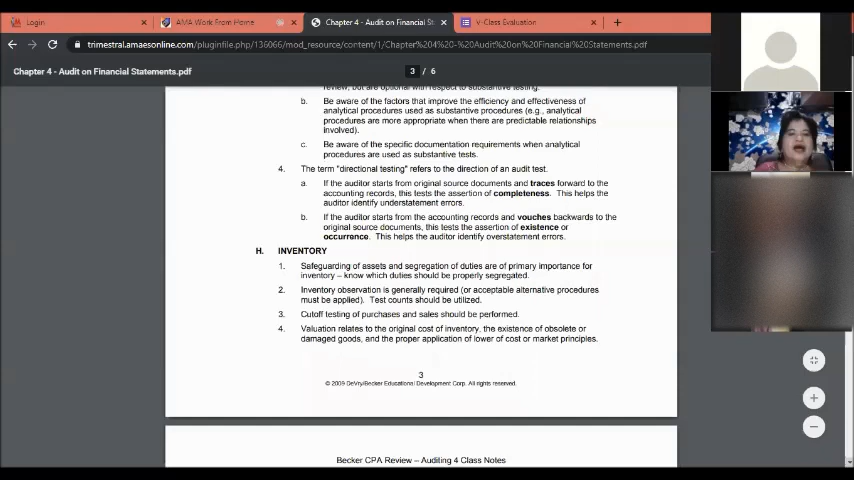 Login
AMA Work From Home
Chapter 4 - Audit on Financial St
V-Class Evaluation
trimestral.amaesonline.com/pluginfile.php/136066/mod_resource/content/1/Chapter%204%20-%20Audit%20on%20Financial%20Statements.pdf
Chapter 4 - Audit on Financial Statements.pdf
3 / 6
review, but are optional with respect to substantive testing.
b. Be aware of the factors that improve the efficiency and effectiveness of
analytical procedures used as substantive procedures (e.g., analytical
procedures are more appropriate when there are predictable relationships
involved).
c. Be aware of the specific documentation requirements when analytical
procedures are used as substantive tests.
4. The term "directional testing" refers to the direction of an audit test.
a If the auditor starts from original source documents and traces forward to the
accounting records, this tests the assertion of completeness. This helps the
auditor identify understatement errors.
b. If the auditor starts from the accounting records and vouches backwards to the
original source documents, this tests the assertion of existence or
occurrence. This helps the auditor identify overstatement errors.
H. INVENTORY
1. Safeguarding of assets and segregation of duties are of primary importance for
inventory – know which duties should be properly segregated.
2. Inventory observation is generally required (or acceptable alternative procedures
must be applied). Test counts should be utilized.
3. Cutoff testing of purchases and sales should be performed.
4. Valuation relates to the original cost of inventory, the existence of obsolete or
damaged goods, and the proper application of lower of cost or market principles.
3
© 2009 DeVry/Becker Educational Development Corp. All rights reserved.
Becker CPA Review – Auditing 4 Class Notes